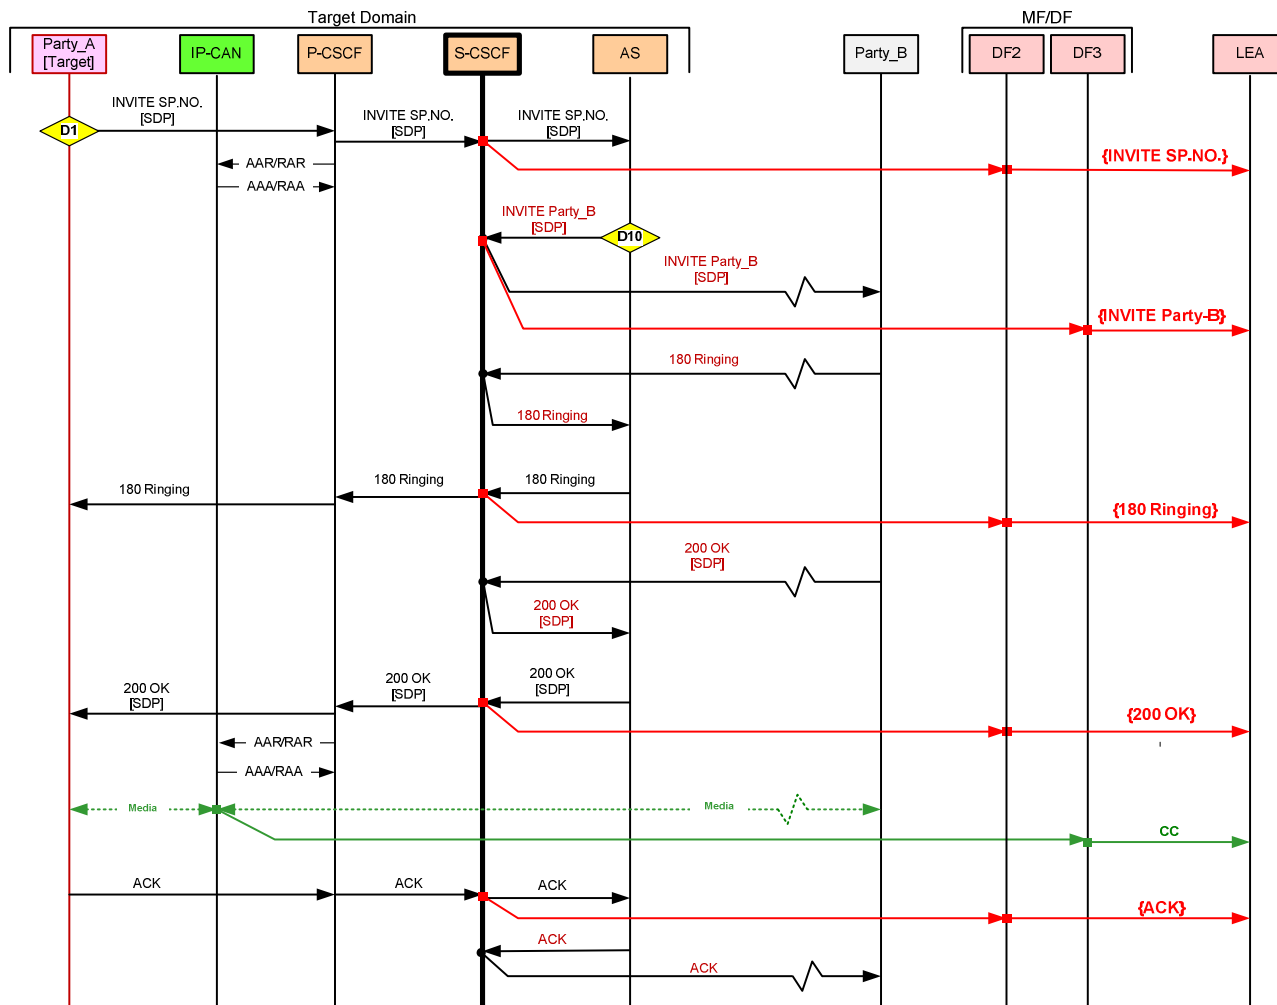 Target Domain
MF/DF
Party_A
[Target]
IP-CAN
P-CSCF
S-CSCF
AS
Party_B
DF2
DF3
LEA
INVITE SP.NO.
[SDP]
D1
INVITE SP.NO.
[SDP]
INVITE SP.NO.
[SDP]
{INVITE SP.NO.}
AAR/RAR
AAA/RAA
INVITE Party_B
[SDP]
D10
INVITE Party_B
[SDP]
{INVITE Party-B}
180 Ringing
180 Ringing
180 Ringing
180 Ringing
180 Ringing
{180 Ringing}
200 OK
[SDP]
200 OK
[SDP]
200 OK
[SDP]
200 OK
[SDP]
200 OK
[SDP]
{200 OK}
AAR/RAR
AAA/RAA
Media
Media
CC
ACK
ACK
ACK
{ACK}
ACK
ACK